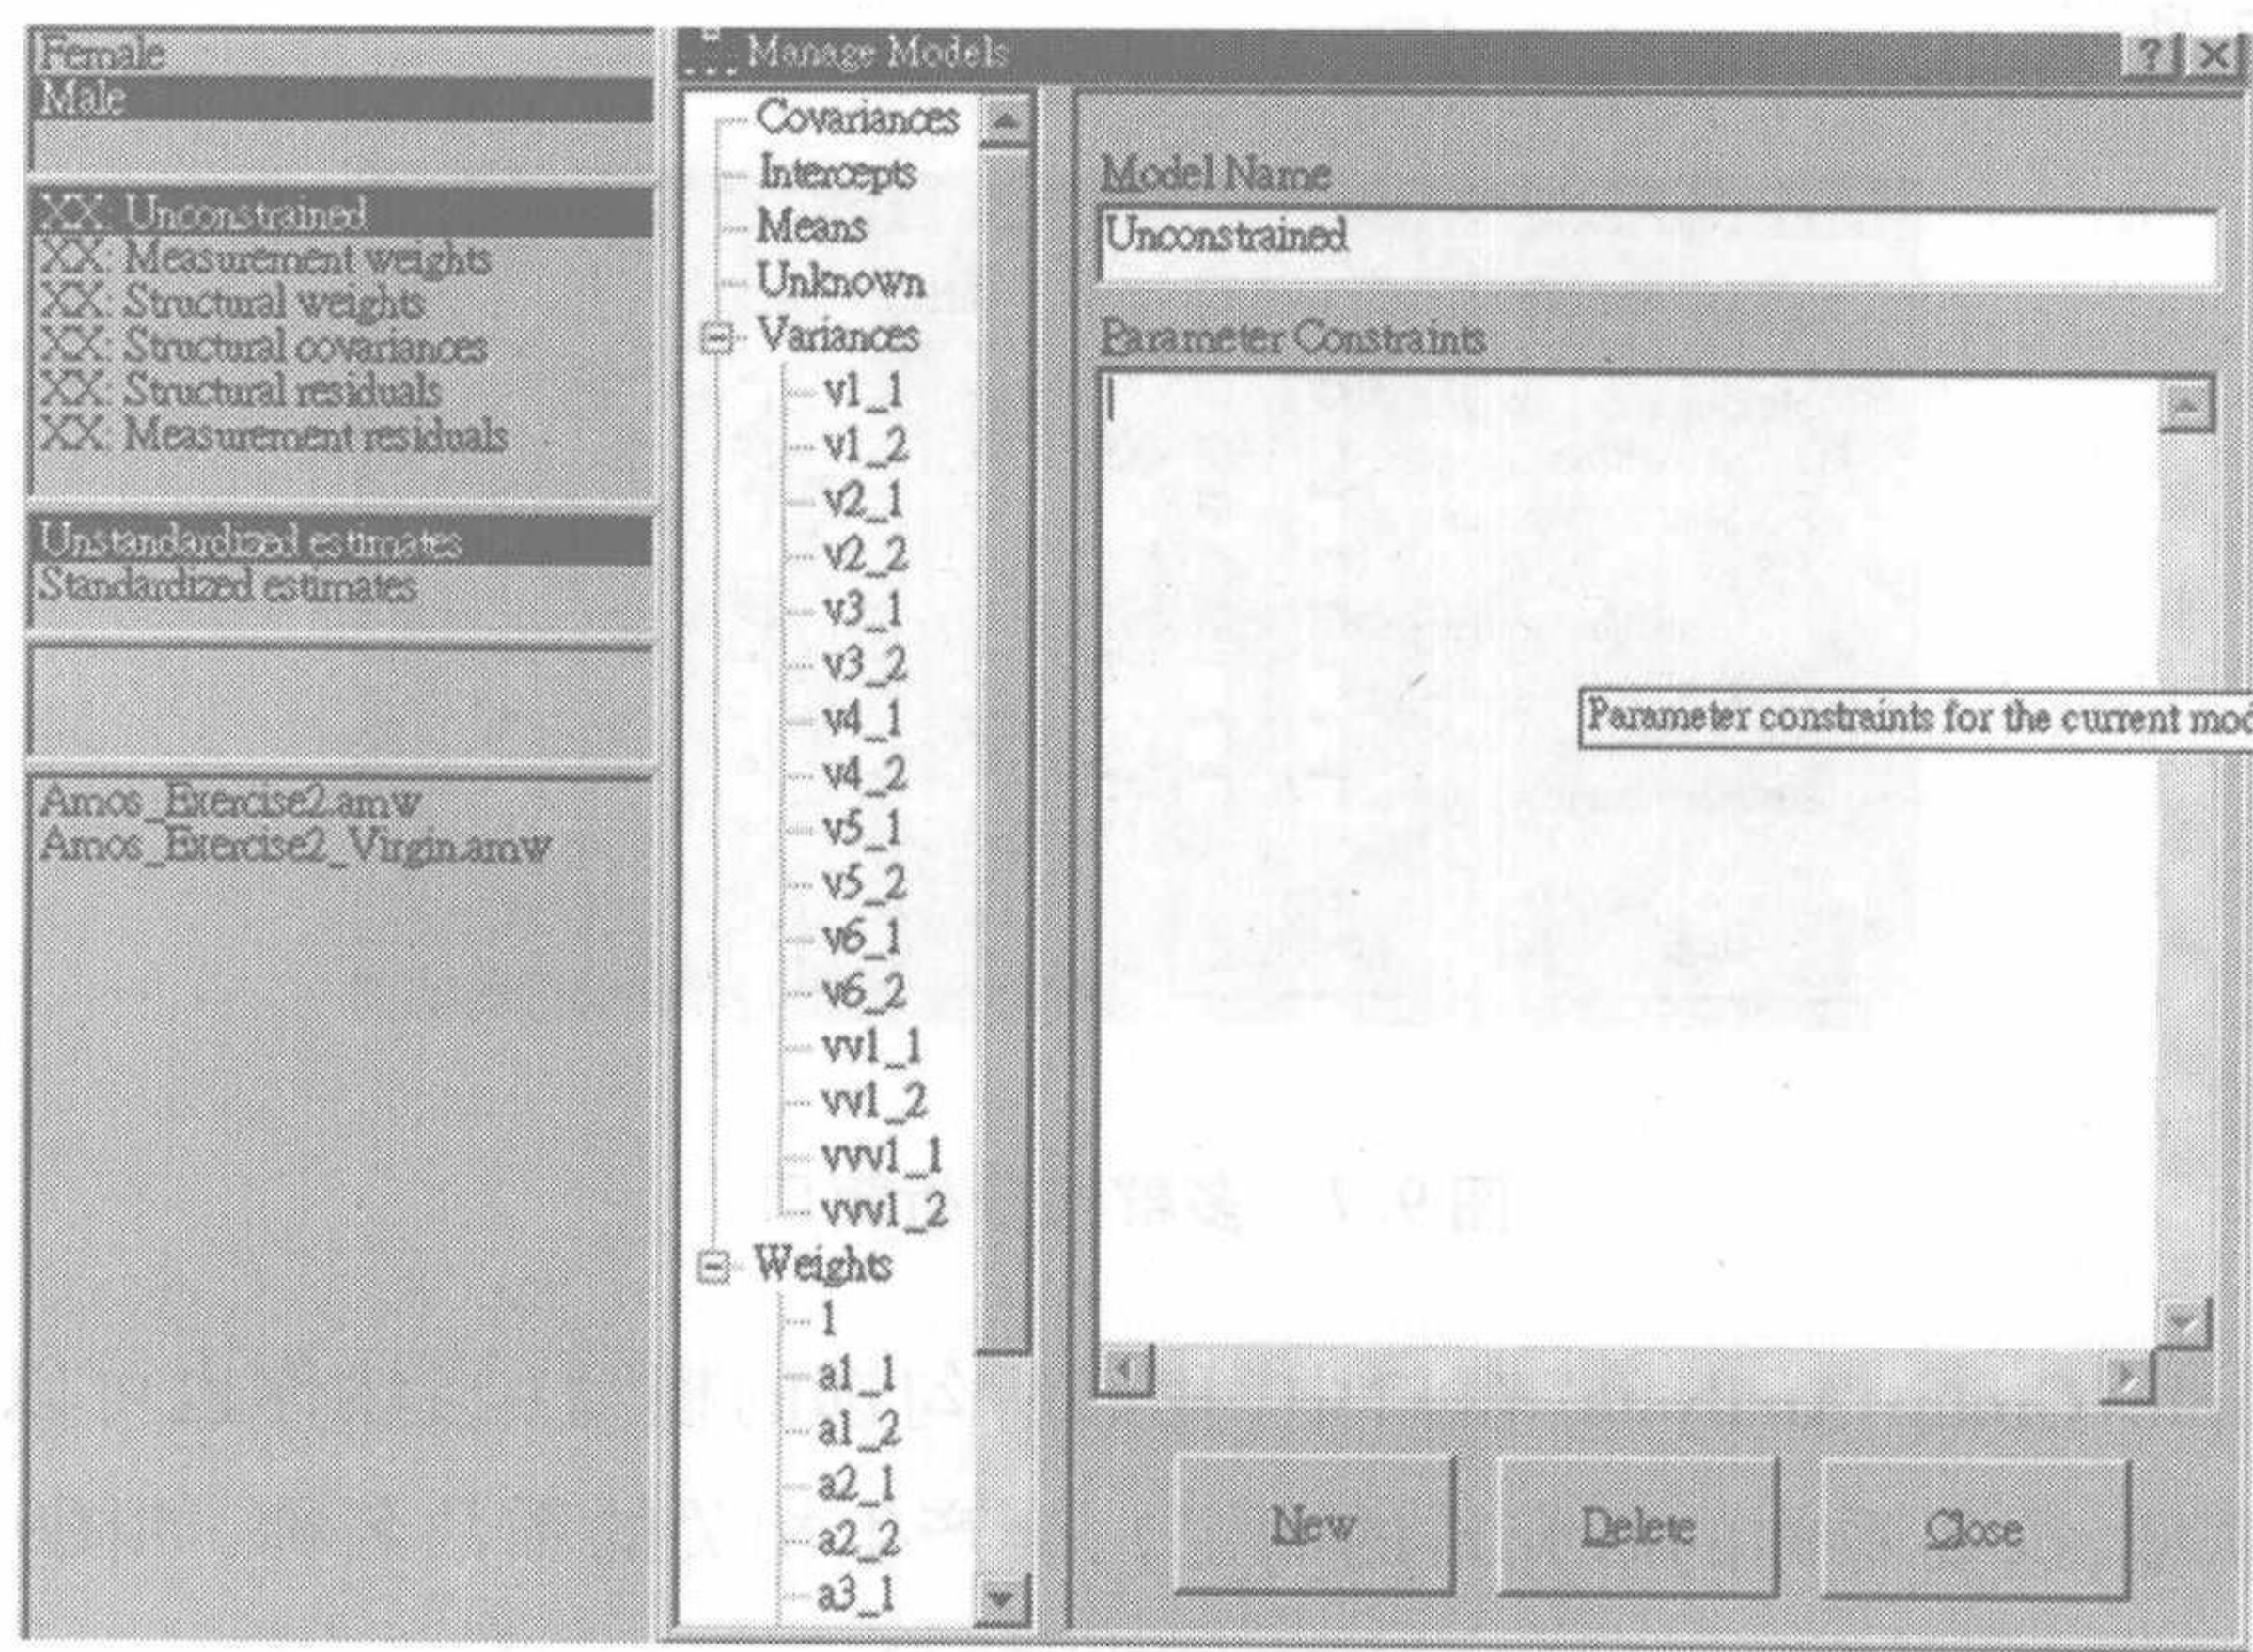 Female
Male
XX: Unconstrained
XX: Measurement weights
XX: Structural weights
XX: Structural covariances
XX: Structural residuals
XX: Measurement residuals
Unstandardized estimates
Standardized estimates
Amos_Exercise2.amw
Amos_Exercise2_Virgin.amw
Manage Models
Covariances
Intercepts
Means
Unknown
Variances
v1_1
v1_2
v2_1
v2_2
v3_1
v3_2
v4_1
v4_2
v5_1
v5_2
v6_1
v6_2
vv1_1
vv1_2
vvv1_1
vvv1_2
Weights
1
a1_1
a1_2
a2_1
a2_2
a3_1
Model Name
Unconstrained
Parameter Constraints
Parameter constraints for the current mod
New
Delete
Close